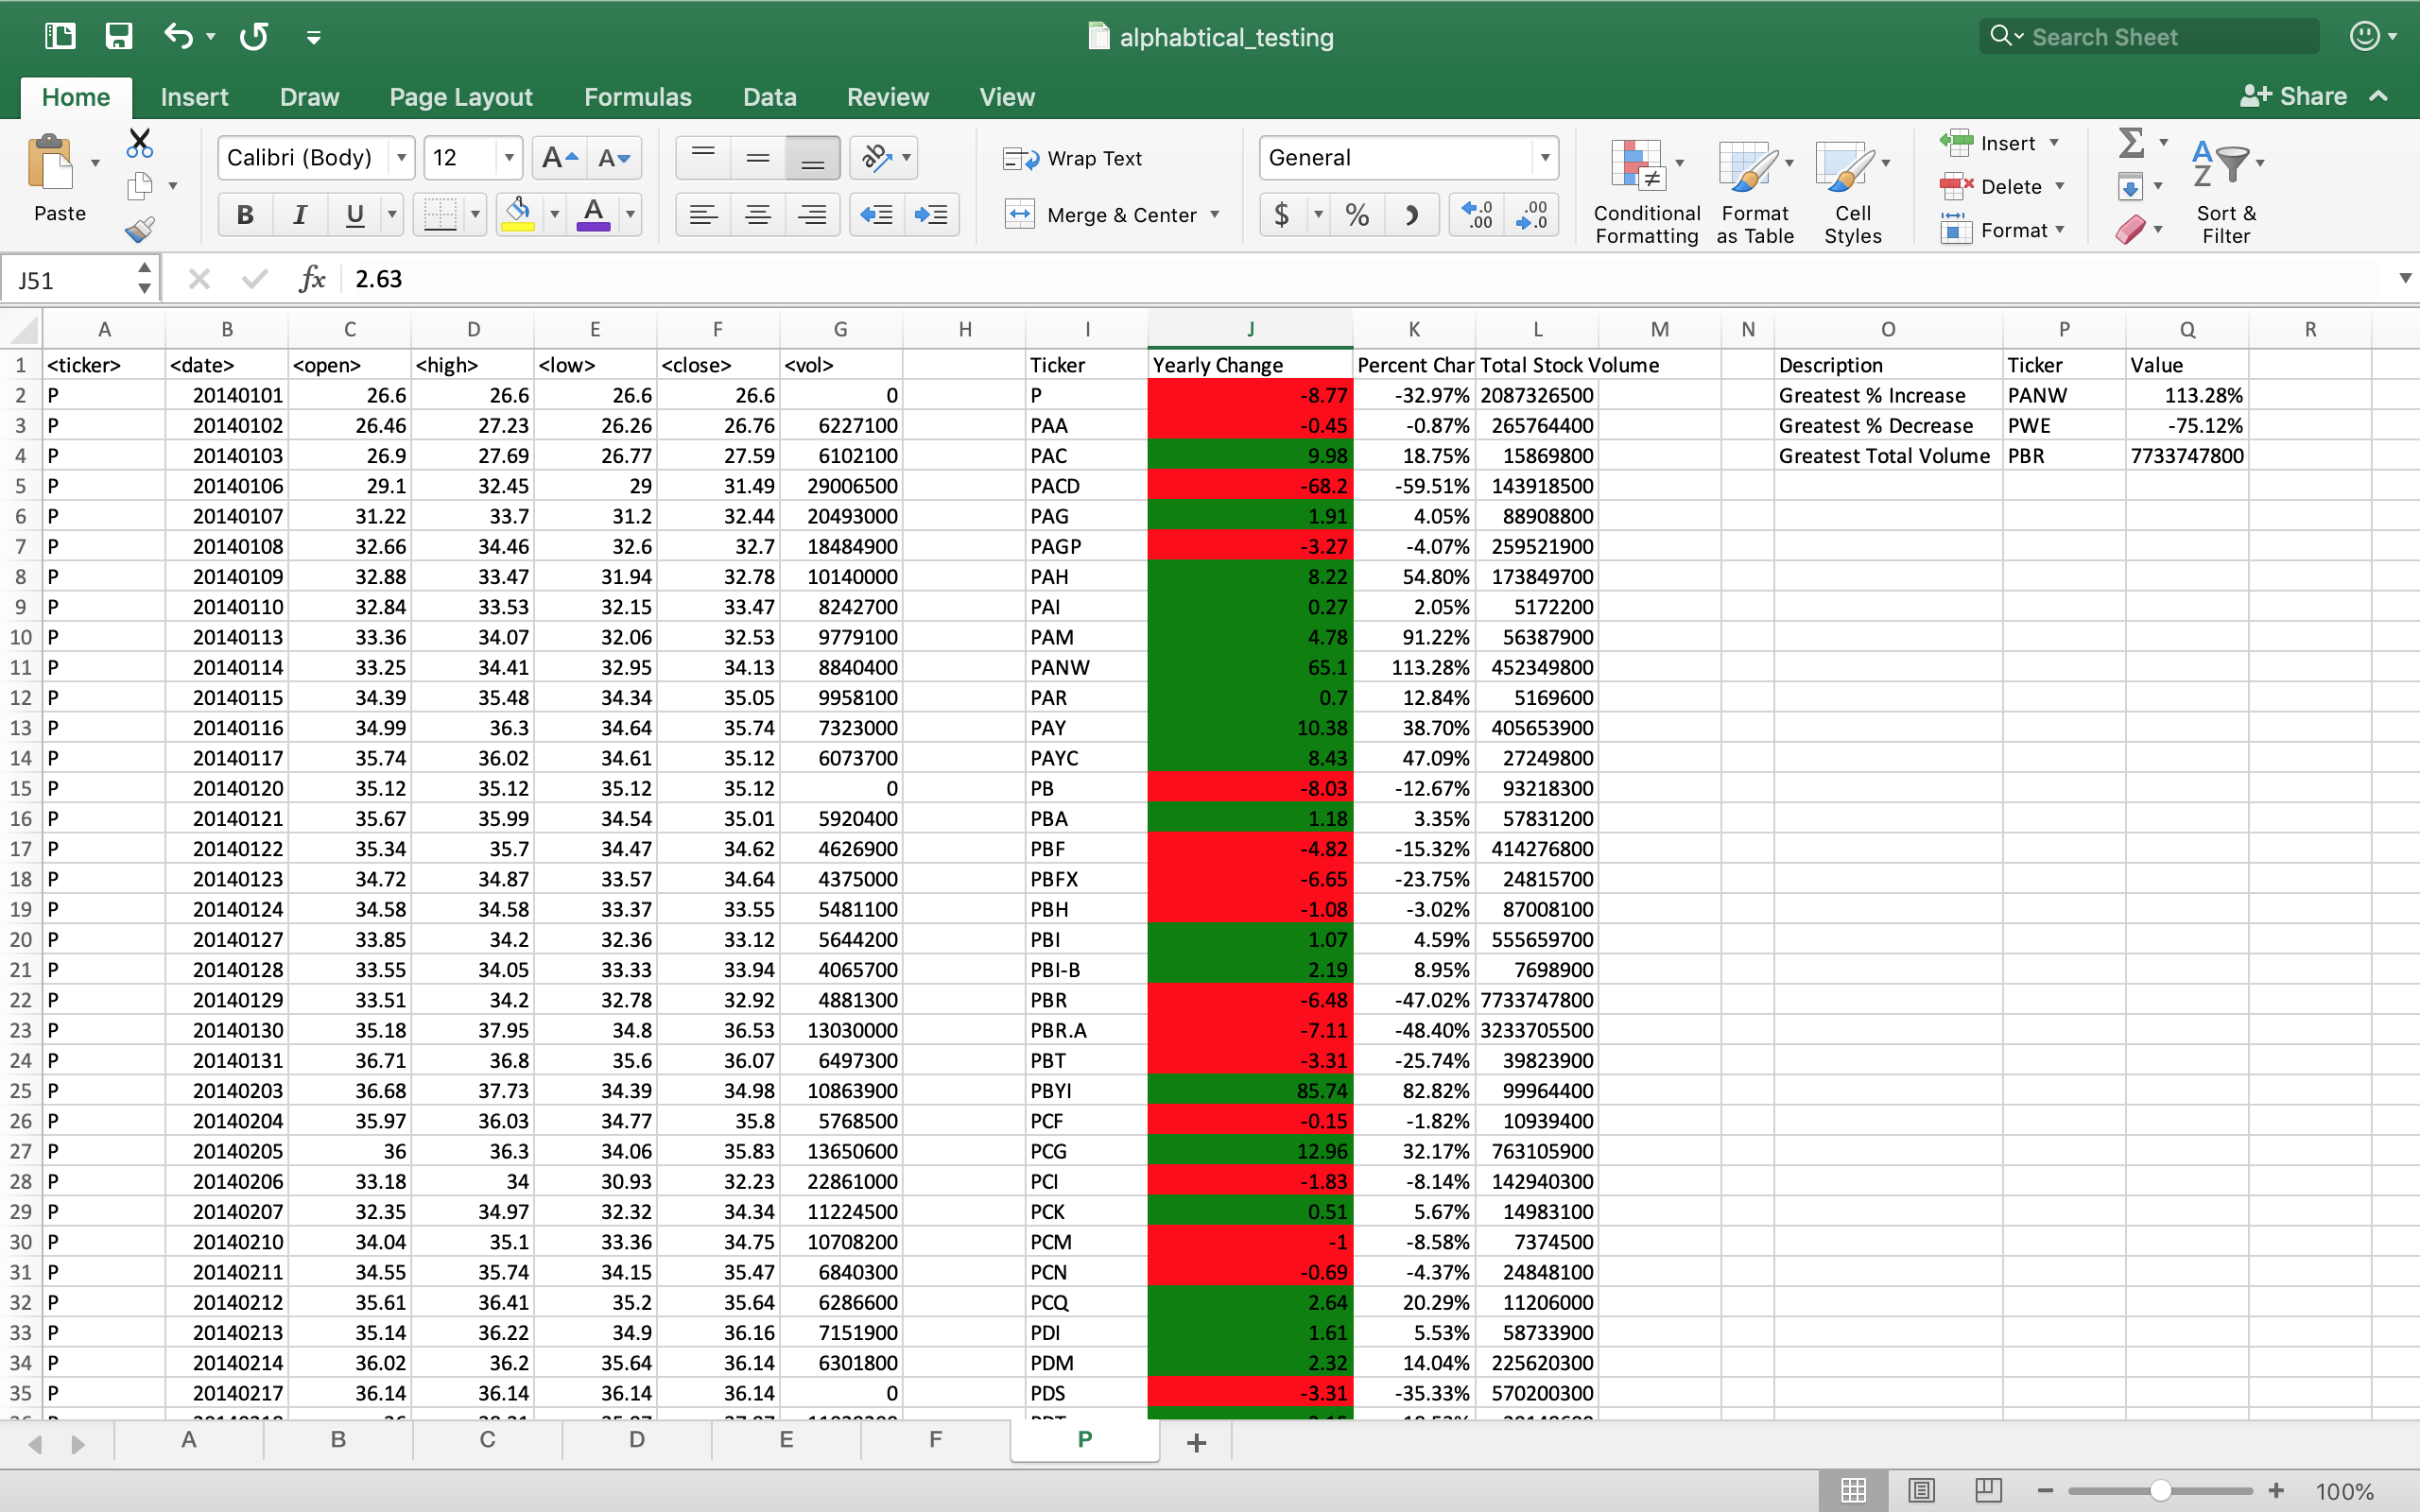 alphabtical_testing
Search Sheet
Home Insert Draw Page Layout Formulas Data Review View Share
Paste Calibri (Body) 12 Wrap Text General Insert
Delete
B I U Merge & Center $ % Conditional Formatting Format as Table Cell Styles Format Sort & Filter
J51 fx 2.63
A B C D E F G H I J K L M N O P Q R
1 <ticker> <date> <open> <high> <low> <close> <vol> Ticker Yearly Change Percent Char Total Stock Volume Description Ticker Value
2 P 20140101 26.6 26.6 26.6 26.6 0 P -8.77 -32.97% 2087326500 Greatest % Increase PANW 113.28%
3 P 20140102 26.46 27.23 26.26 26.76 6227100 PAA -0.45 -0.87% 265764400 Greatest % Decrease PWE -75.12%
4 P 20140103 26.9 27.69 26.77 27.59 6102100 PAC 9.98 18.75% 15869800 Greatest Total Volume PBR 7733747800
5 P 20140106 29.1 32.45 29 31.49 29006500 PACD -68.2 -59.51% 143918500
6 P 20140107 31.22 33.7 31.2 32.44 20493000 PAG 1.91 4.05% 88908800
7 P 20140108 32.66 34.46 32.6 32.7 18484900 PAGP -3.27 -4.07% 259521900
8 P 20140109 32.88 33.47 31.94 32.78 10140000 PAH 8.22 54.80% 173849700
9 P 20140110 32.84 33.53 32.15 33.47 8242700 PAI 0.27 2.05% 5172200
10 P 20140113 33.36 34.07 32.06 32.53 9779100 PAM 4.78 91.22% 56387900
11 P 20140114 33.25 34.41 32.95 34.13 8840400 PANW 65.1 113.28% 452349800
12 P 20140115 34.39 35.48 34.34 35.05 9958100 PAR 0.7 12.84% 5169600
13 P 20140116 34.99 36.3 34.64 35.74 7323000 PAY 10.38 38.70% 405653900
14 P 20140117 35.74 36.02 34.61 35.12 6073700 PAYC 8.43 47.09% 27249800
15 P 20140120 35.12 35.12 35.12 35.12 0 PB -8.03 -12.67% 93218300
16 P 20140121 35.67 35.99 34.54 35.01 5920400 PBA 1.18 3.35% 57831200
17 P 20140122 35.34 35.7 34.47 34.62 4626900 PBF -4.82 -15.32% 414276800
18 P 20140123 34.72 34.87 33.57 34.64 4375000 PBFX -6.65 -23.75% 24815700
19 P 20140124 34.58 34.58 33.37 33.55 5481100 PBH -1.08 -3.02% 87008100
20 P 20140127 33.85 34.2 32.36 33.12 5644200 PBI 1.07 4.59% 555659700
21 P 20140128 33.55 34.05 33.33 33.94 4065700 PBI-B 2.19 8.95% 7698900
22 P 20140129 33.51 34.2 32.78 32.92 4881300 PBR -6.48 -47.02% 7733747800
23 P 20140130 35.18 37.95 34.8 36.53 13030000 PBR.A -7.11 -48.40% 3233705500
24 P 20140131 36.71 36.8 35.6 36.07 6497300 PBT -3.31 -25.74% 39823900
25 P 20140203 36.68 37.73 34.39 34.98 10863900 PBYI 85.74 82.82% 99964400
26 P 20140204 35.97 36.03 34.77 35.8 5768500 PCF -0.15 -1.82% 10939400
27 P 20140205 36 36.3 34.06 35.83 13650600 PCG 12.96 32.17% 763105900
28 P 20140206 33.18 34 30.93 32.23 22861000 PCI -1.83 -8.14% 142940300
29 P 20140207 32.35 34.97 32.32 34.34 11224500 PCK 0.51 5.67% 14983100
30 P 20140210 34.04 35.1 33.36 34.75 10708200 PCM -1 -8.58% 7374500
31 P 20140211 34.55 35.74 34.15 35.47 6840300 PCN -0.69 -4.37% 24848100
32 P 20140212 35.61 36.41 35.2 35.64 6286600 PCQ 2.64 20.29% 11206000
33 P 20140213 35.14 36.22 34.9 36.16 7151900 PDI 1.61 5.53% 58733900
34 P 20140214 36.02 36.2 35.64 36.14 6301800 PDM 2.32 14.04% 225620300
35 P 20140217 36.14 36.14 36.14 36.14 0 PDS -3.31 -35.33% 570200300
A B C D E F P
100%